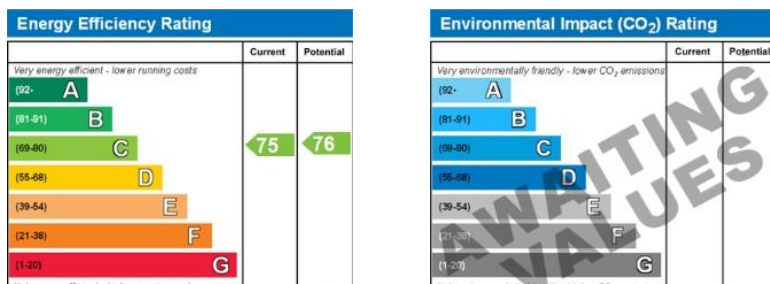 Energy Efficiency Rating
Current Potential
Very energy efficient - lower running costs
(92- A
(81-91) B
(69-80) C 75 76
(55-68) D
(39-54) E
(21-38) F
(1-20) G
Environmental Impact (CO₂) Rating
Current Potential
Very environmentally friendly - lower CO₂ emissions
(92- A
(81-91) B
(69-80) C
(55-68) D
(39-54) E
(21-38) F
(1-20) G
AWAITING
VALUES